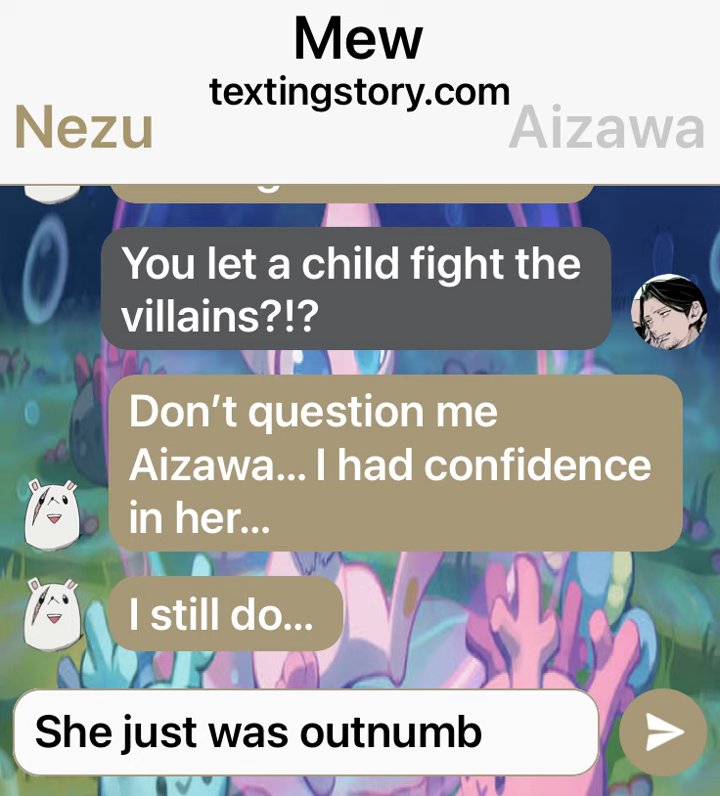 Mew
textingstory.com
Nezu
Aizawa
You let a child fight the
villains?!?
Don't question me
Aizawa... I had confidence
in her...
I still do...
She just was outnumb